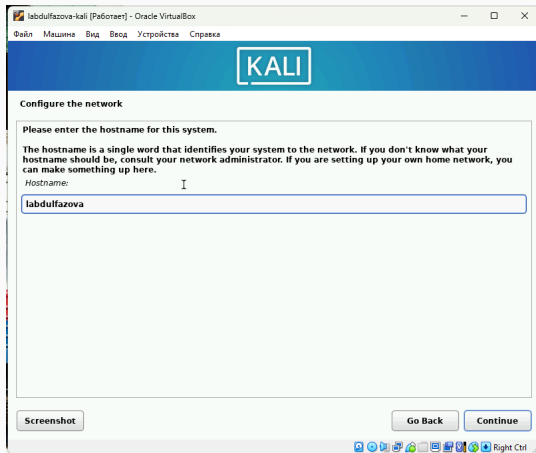 labdulfazova-kali [Работает] - Oracle VirtualBox
Файл Машина Вид Ввод Устройства Справка
KALI
Configure the network
Please enter the hostname for this system.
The hostname is a single word that identifies your system to the network. If you don't know what your
hostname should be, consult your network administrator. If you are setting up your own home network, you
can make something up here.
Hostname:
labdulfazova
Screenshot
Go Back
Continue
Right Ctrl